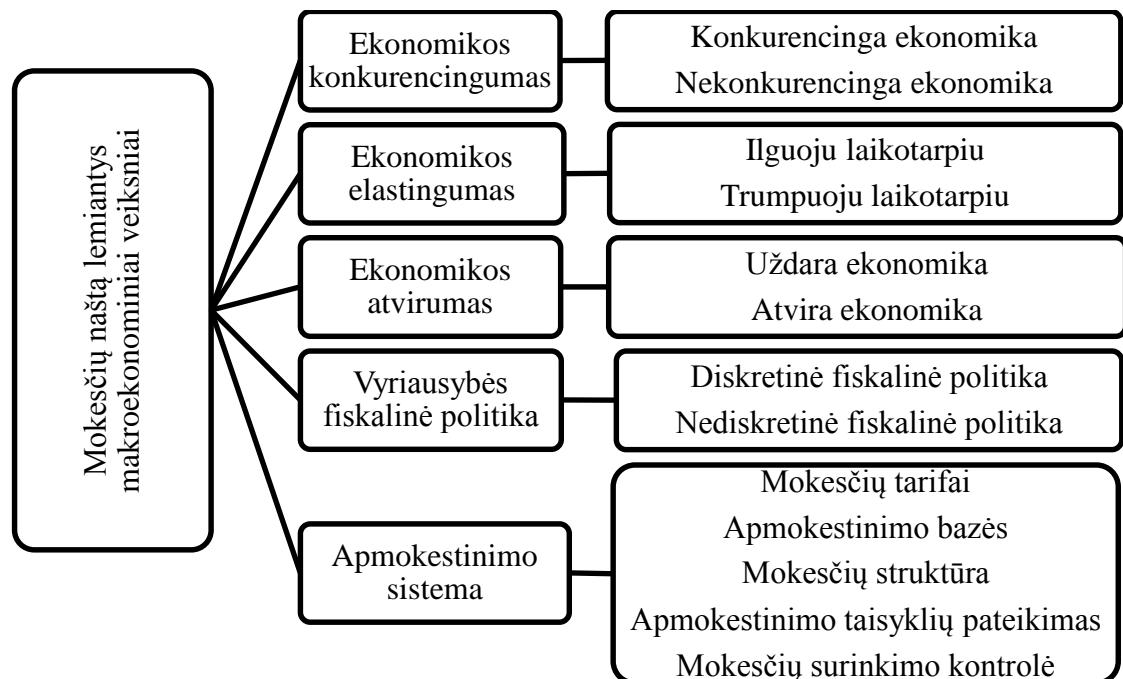 Mokesčių naštą lemiantys
makroekonominiai veiksniai
Ekonomikos
konkurencingumas
Konkurencinga ekonomika
Nekonkurencinga ekonomika
Ekonomikos
elastingumas
Ilguoju laikotarpiu
Trumpuoju laikotarpiu
Ekonomikos
atvirumas
Uždara ekonomika
Atvira ekonomika
Vyriausybės
fiskalinė politika
Diskretinė fiskalinė politika
Nediskretinė fiskalinė politika
Apmokestinimo
sistema
Mokesčių tarifai
Apmokestinimo bazės
Mokesčių struktūra
Apmokestinimo taisyklių pateikimas
Mokesčių surinkimo kontrolė